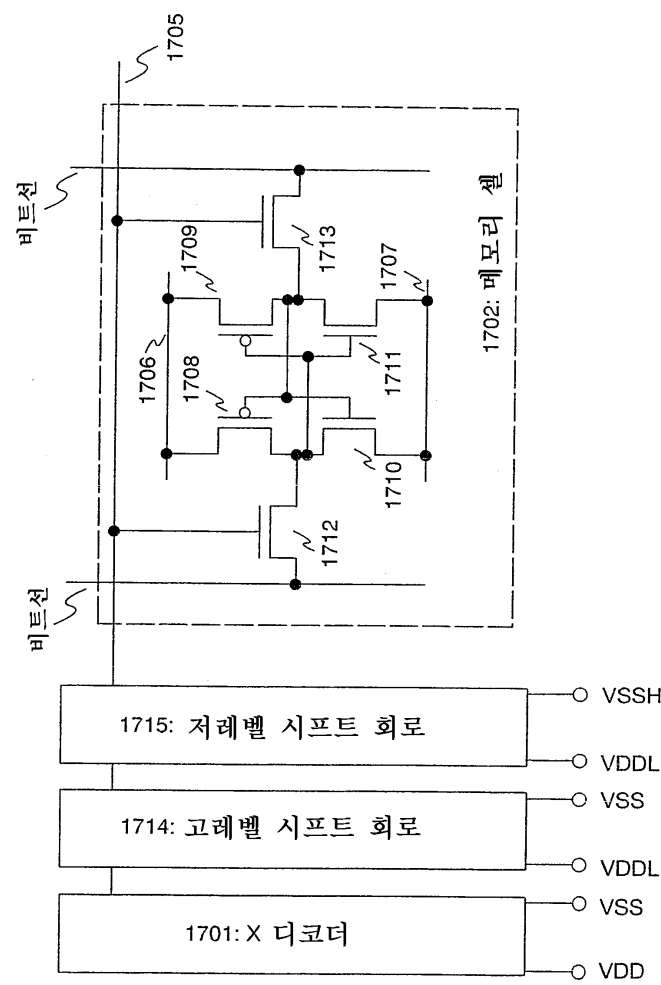 1705
비트선
1709
1713
1707
1706
1708
1711
1702: 메모리 셀
1710
1712
비트선
1715: 저레벨 시프트 회로
VSSH
VDDL
1714: 고레벨 시프트 회로
VSS
VDDL
1701: X 디코더
VSS
VDD